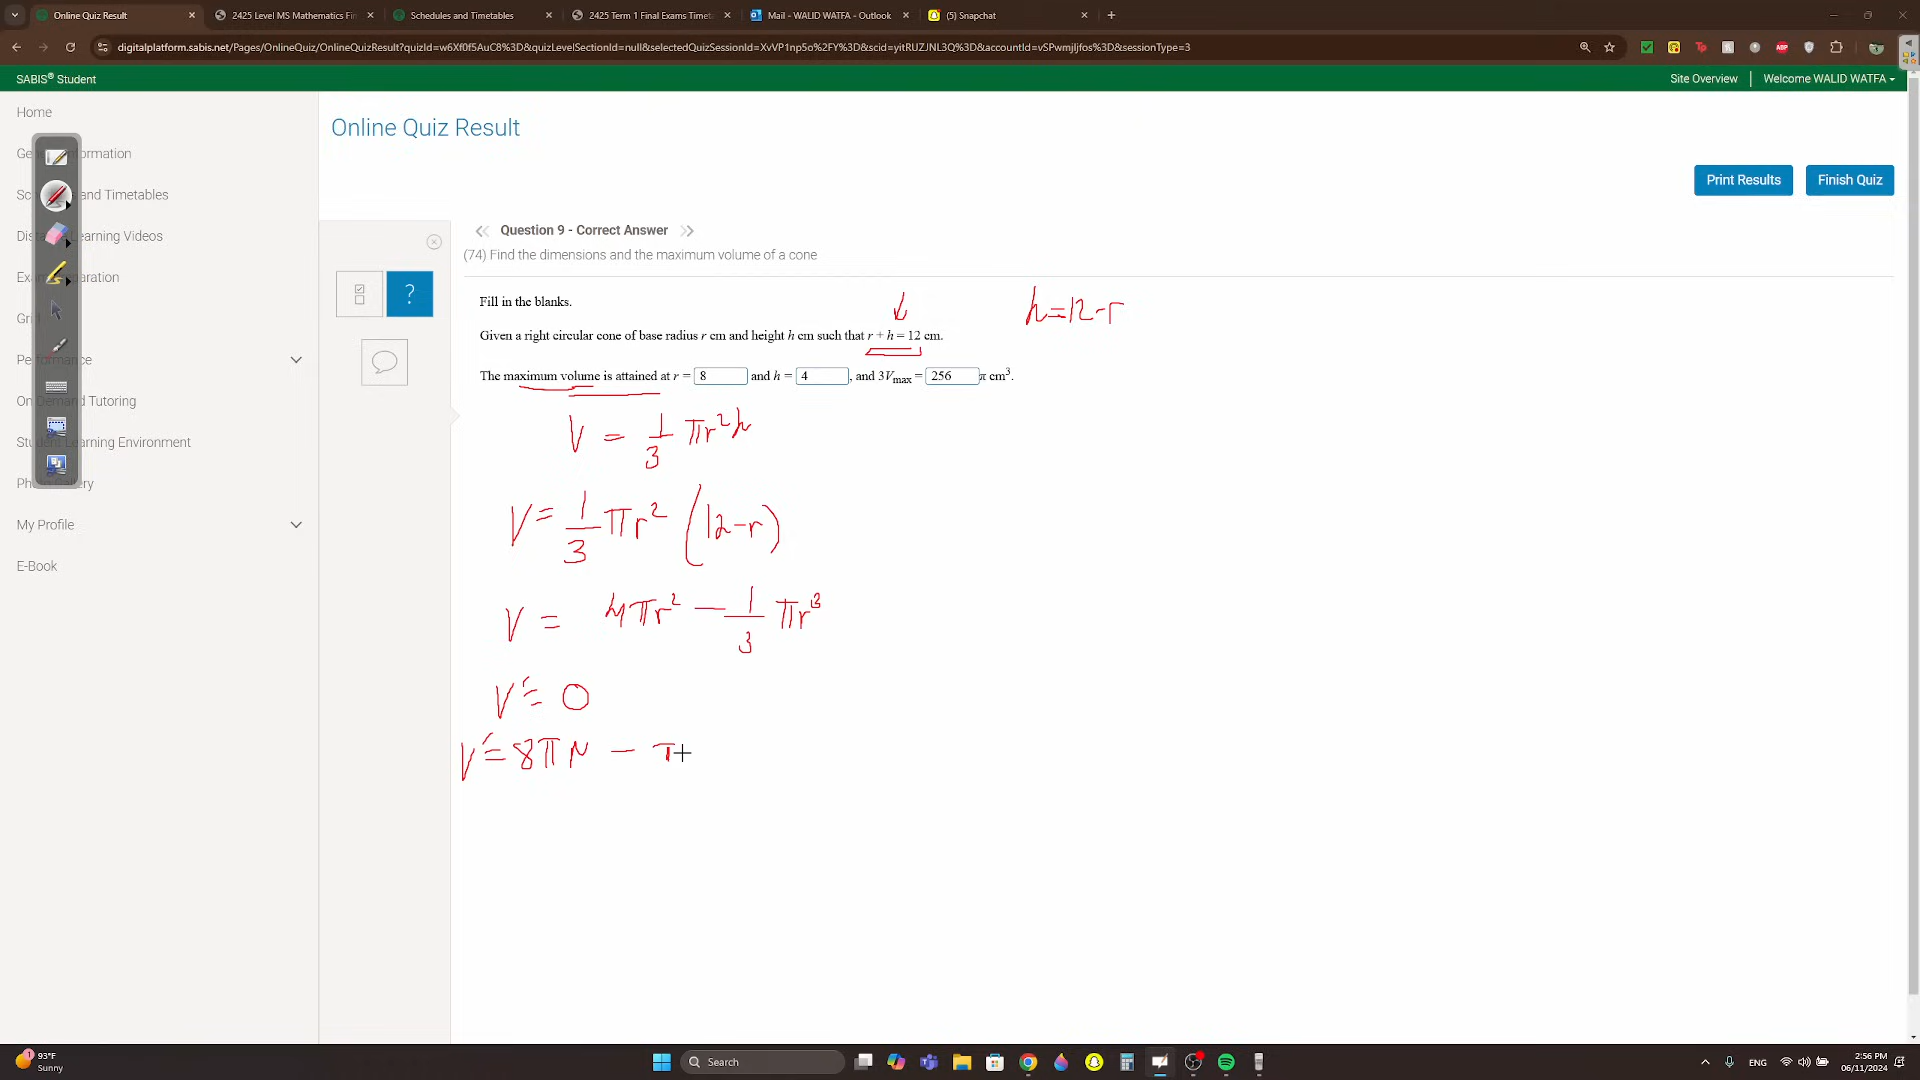 Online Quiz Result
2425 Level MS Mathematics Fi
Schedules and Timetables
2425 Term 1 Final Exams Timet
Mail - WALID WATFA - Outlook
(5) Snapchat
digitalplatform.sabis.net/Pages/OnlineQuiz/OnlineQuizResult?quizId=w6Xf0f5AuC8%3D&quizLevelSectionId=null&selectedQuizSessionId=XvVP1np5o%2FY%3D&scid=yitRUZJNL3Q%3D&accountId=vSPwmjljfos%3D&sessionType=3
SABIS® Student
Site Overview
Welcome WALID WATFA
Home
Schedules and Timetables
Learning Videos
Performance
On Demand Tutoring
Student Learning Environment
My Profile
E-Book
Online Quiz Result
Print Results
Finish Quiz
Question 9 - Correct Answer
(74) Find the dimensions and the maximum volume of a cone
?
Fill in the blanks.
h=12-r
Given a right circular cone of base radius r cm and height h cm such that r + h = 12 cm.
The maximum volume is attained at r = 8 and h = 4 , and 3Vmax = 256 π cm³.
V = 1/3 πr²h
V = 1/3 πr² (12-r)
V = 4πr² - 1/3 πr³
V' = 0
V' = 8πr - π
93°F
Sunny
Search
ENG
2:56 PM
06/11/2024